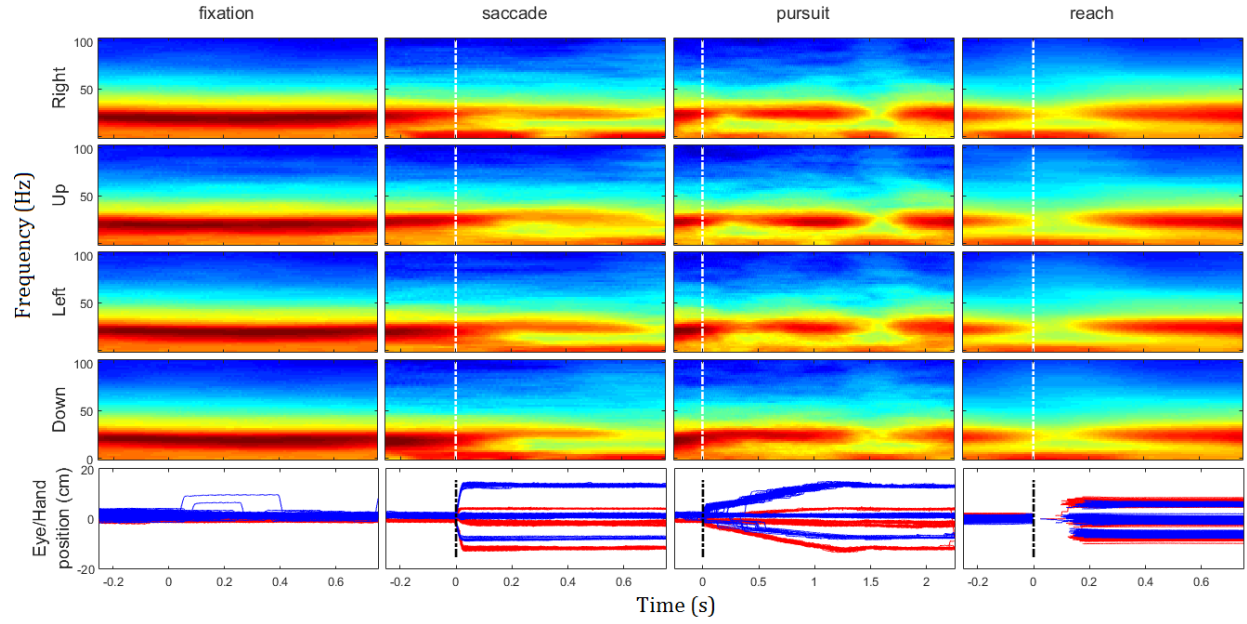 fixation saccade pursuit reach
Frequency (Hz)
Right
100
50
Up
100
50
Left
100
50
Down
100
50
0
Eye/Hand
position (cm)
20
0
-20
-0.2 0 0.2 0.4 0.6 -0.2 0 0.2 0.4 0.6 0 0.5 1 1.5 2 -0.2 0 0.2 0.4 0.6
Time (s)